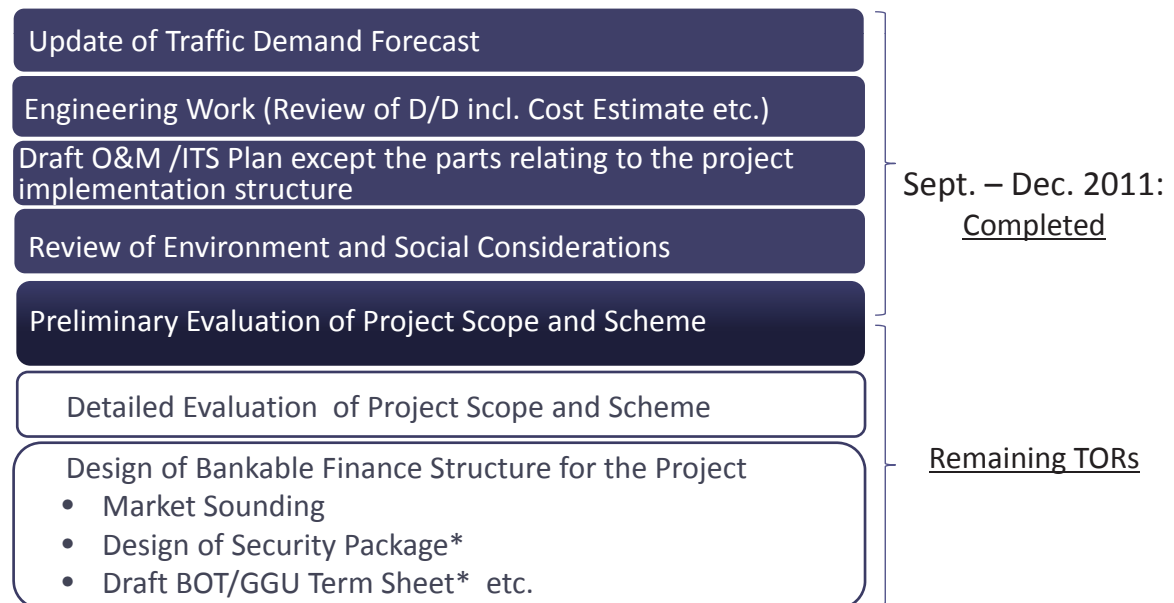 Update of Traffic Demand Forecast
Engineering Work (Review of D/D incl. Cost Estimate etc.)
Draft O&M /ITS Plan except the parts relating to the project
implementation structure
Review of Environment and Social Considerations
Preliminary Evaluation of Project Scope and Scheme
Sept. – Dec. 2011:
Completed
Detailed Evaluation of Project Scope and Scheme
Design of Bankable Finance Structure for the Project
• Market Sounding
• Design of Security Package*
• Draft BOT/GGU Term Sheet* etc.
Remaining TORs